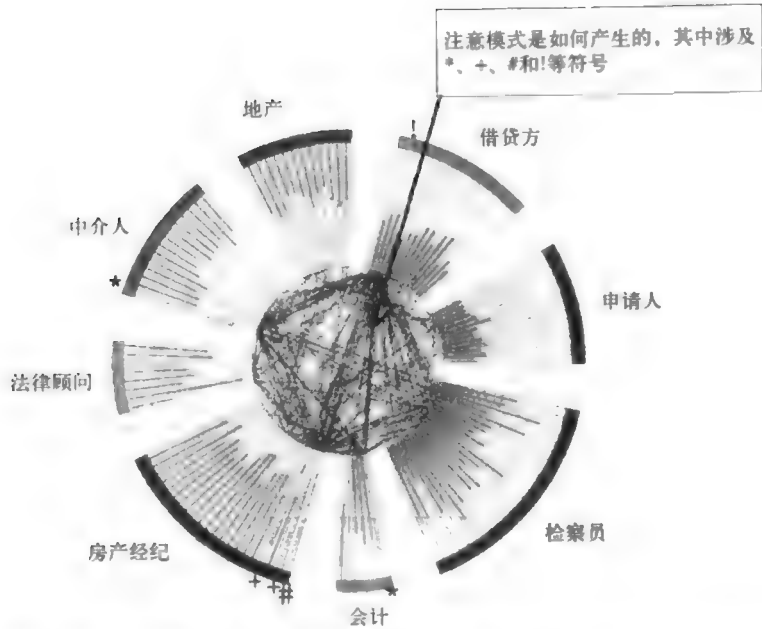 注意模式是如何产生的，其中涉及
*、+、#和!等符号
地产
!
借贷方
中介人
*
申请人
法律顾问
房产经纪
检察员
+
+
#
*
会计